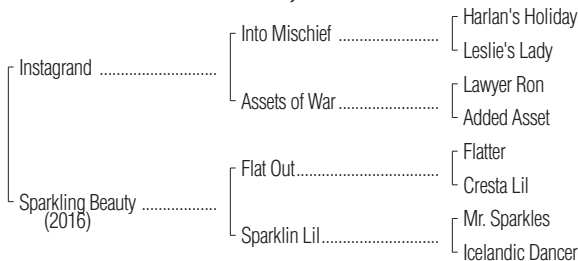 Harlan's Holiday
Into Mischief ........................
Leslie's Lady
Instagrand ............................
Lawyer Ron
Assets of War ........................
Added Asset
Flatter
Flat Out..................................
Cresta Lil
Sparkling Beauty ..................
(2016)
Mr. Sparkles
Sparklin Lil............................
Icelandic Dancer